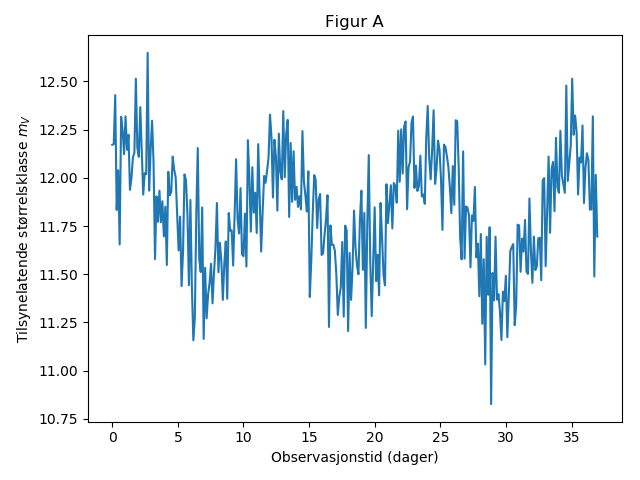 Figur A
Tilsynelatende størrelsesklasse $m_V$
12.50
12.25
12.00
11.75
11.50
11.25
11.00
10.75
0 5 10 15 20 25 30 35
Observasjonstid (dager)